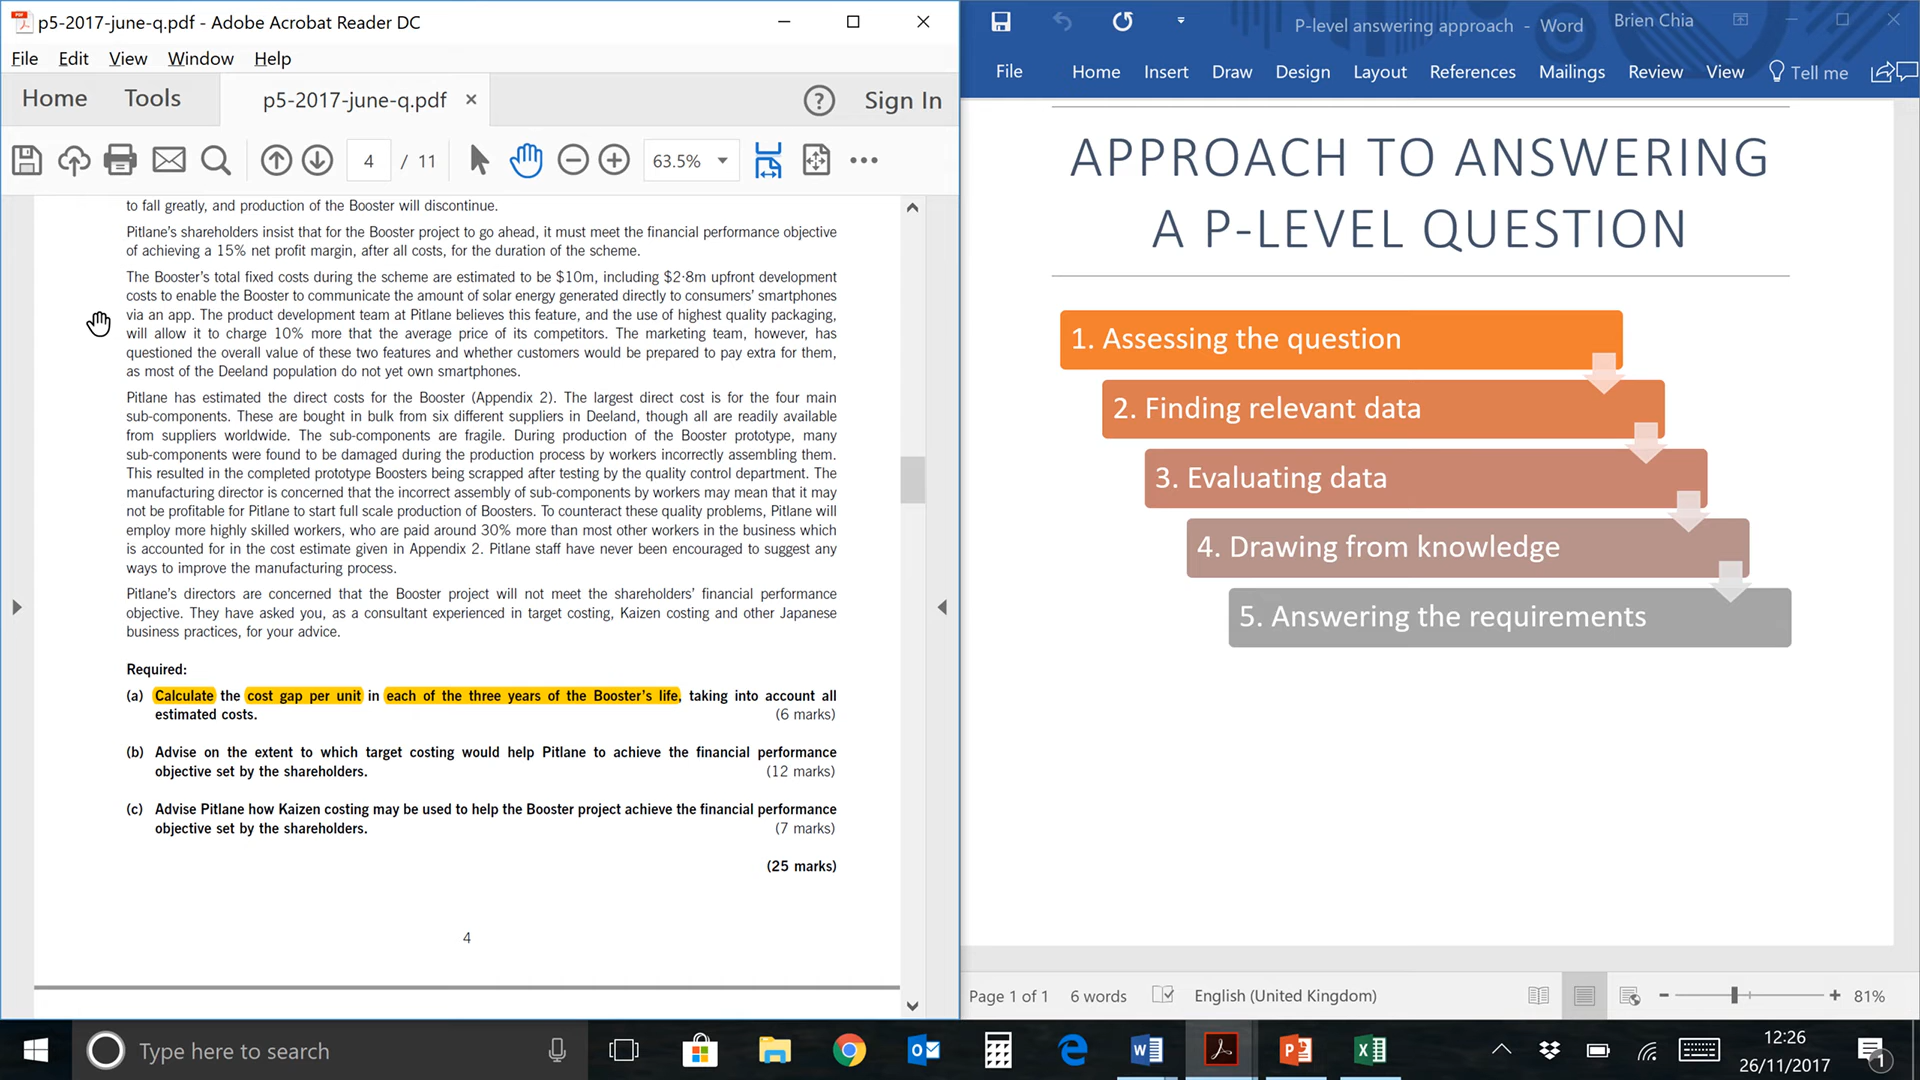 p5-2017-june-q.pdf - Adobe Acrobat Reader DC
File Edit View Window Help
Home Tools p5-2017-june-q.pdf × ? Sign In
4 / 11 63.5%
to fall greatly, and production of the Booster will discontinue.
Pitlane's shareholders insist that for the Booster project to go ahead, it must meet the financial performance objective
of achieving a 15% net profit margin, after all costs, for the duration of the scheme.
The Booster's total fixed costs during the scheme are estimated to be $10m, including $2·8m upfront development
costs to enable the Booster to communicate the amount of solar energy generated directly to consumers' smartphones
via an app. The product development team at Pitlane believes this feature, and the use of highest quality packaging,
will allow it to charge 10% more that the average price of its competitors. The marketing team, however, has
questioned the overall value of these two features and whether customers would be prepared to pay extra for them,
as most of the Deeland population do not yet own smartphones.
Pitlane has estimated the direct costs for the Booster (Appendix 2). The largest direct cost is for the four main
sub-components. These are bought in bulk from six different suppliers in Deeland, though all are readily available
from suppliers worldwide. The sub-components are fragile. During production of the Booster prototype, many
sub-components were found to be damaged during the production process by workers incorrectly assembling them.
This resulted in the completed prototype Boosters being scrapped after testing by the quality control department. The
manufacturing director is concerned that the incorrect assembly of sub-components by workers may mean that it may
not be profitable for Pitlane to start full scale production of Boosters. To counteract these quality problems, Pitlane will
employ more highly skilled workers, who are paid around 30% more than most other workers in the business which
is accounted for in the cost estimate given in Appendix 2. Pitlane staff have never been encouraged to suggest any
ways to improve the manufacturing process.
Pitlane's directors are concerned that the Booster project will not meet the shareholders' financial performance
objective. They have asked you, as a consultant experienced in target costing, Kaizen costing and other Japanese
business practices, for your advice.
Required:
(a) Calculate the cost gap per unit in each of the three years of the Booster's life, taking into account all
estimated costs. (6 marks)
(b) Advise on the extent to which target costing would help Pitlane to achieve the financial performance
objective set by the shareholders. (12 marks)
(c) Advise Pitlane how Kaizen costing may be used to help the Booster project achieve the financial performance
objective set by the shareholders. (7 marks)
(25 marks)
4
P-level answering approach - Word Brien Chia
File Home Insert Draw Design Layout References Mailings Review View Tell me
APPROACH TO ANSWERING
A P-LEVEL QUESTION
1. Assessing the question
2. Finding relevant data
3. Evaluating data
4. Drawing from knowledge
5. Answering the requirements
Page 1 of 1 6 words English (United Kingdom) 81%
Type here to search
12:26
26/11/2017
1